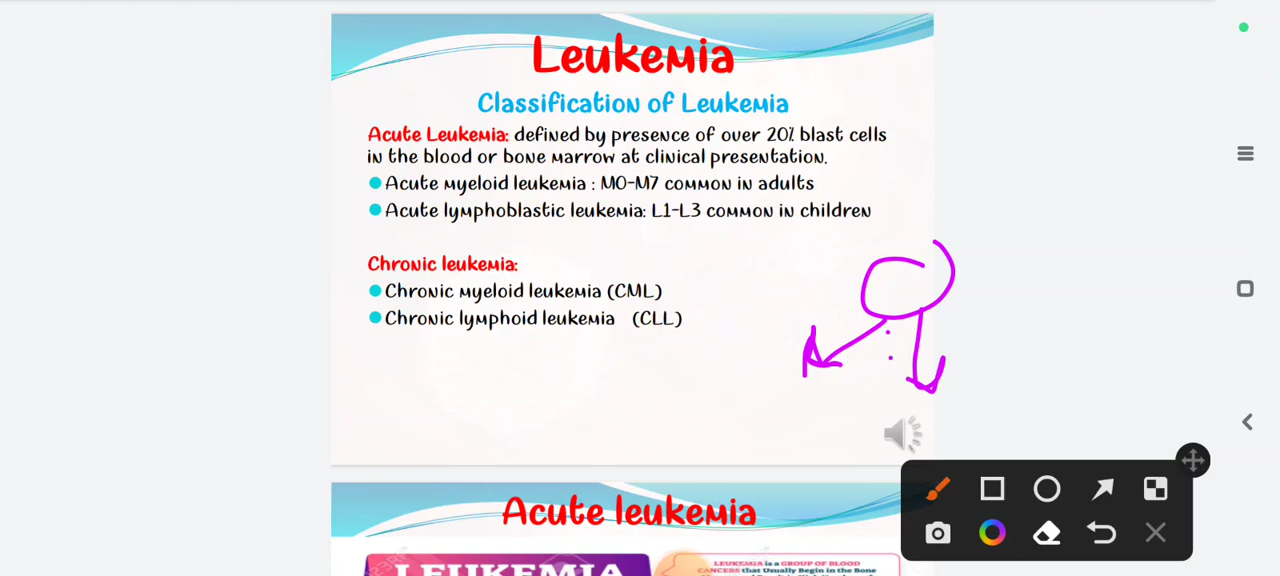 Leukemia
Classification of Leukemia
Acute Leukemia: defined by presence of over 20% blast cells
in the blood or bone marrow at clinical presentation.
Acute myeloid leukemia : M0-M7 common in adults
Acute lymphoblastic leukemia: L1-L3 common in children
Chronic leukemia:
Chronic myeloid leukemia (CML)
Chronic lymphoid leukemia (CLL)
Acute leukemia
LEUKEMIA
LEUKEMIA is a GROUP OF BLOOD
CANCERS that Usually Begin in the Bone